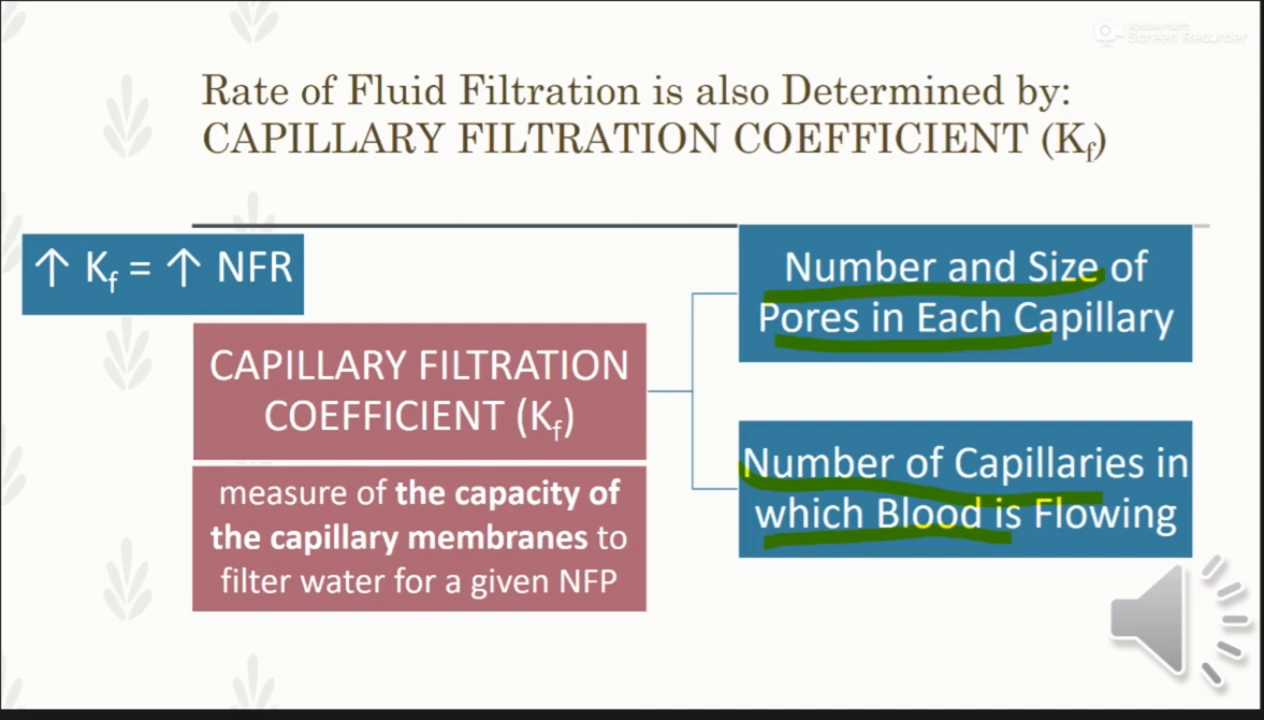 Screen Recorder
Rate of Fluid Filtration is also Determined by:
CAPILLARY FILTRATION COEFFICIENT (Kf)
↑ Kf = ↑ NFR
CAPILLARY FILTRATION
COEFFICIENT (Kf)
measure of the capacity of
the capillary membranes to
filter water for a given NFP
Number and Size of
Pores in Each Capillary
Number of Capillaries in
which Blood is Flowing